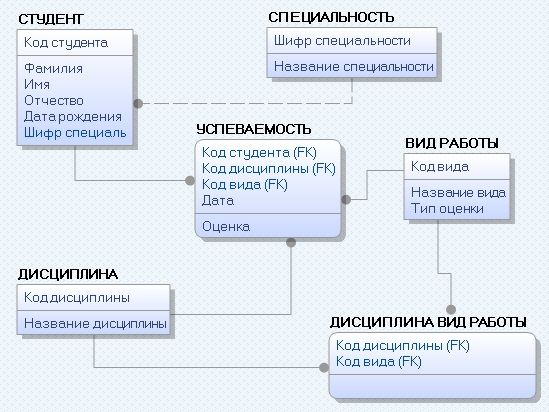 СТУДЕНТ
Код студента
Фамилия
Имя
Отчество
Дата рождения
Шифр специаль
СПЕЦИАЛЬНОСТЬ
Шифр специальности
Название специальности
УСПЕВАЕМОСТЬ
Код студента (FK)
Код дисциплины (FK)
Код вида (FK)
Дата
Оценка
ВИД РАБОТЫ
Код вида
Название вида
Тип оценки
ДИСЦИПЛИНА
Код дисциплины
Название дисциплины
ДИСЦИПЛИНА ВИД РАБОТЫ
Код дисциплины (FK)
Код вида (FK)